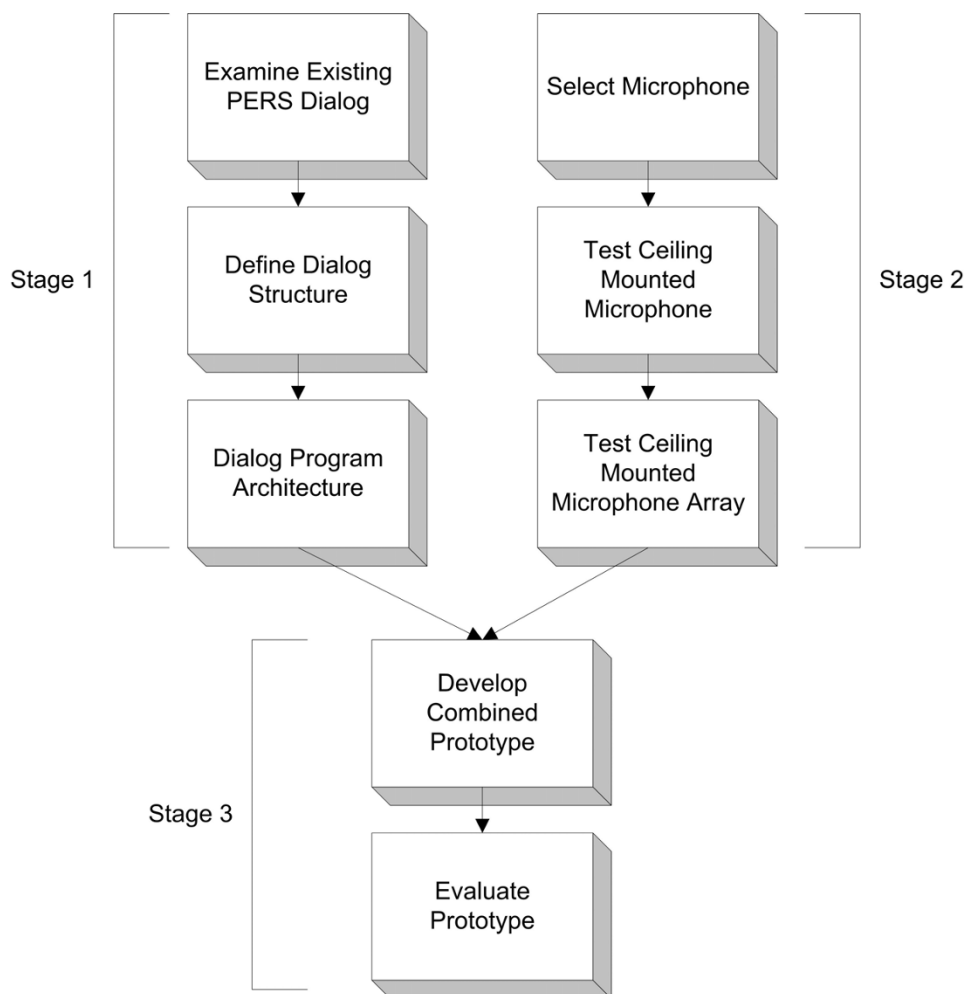 Examine Existing
PERS Dialog
Select Microphone
Stage 1
Define Dialog
Structure
Test Ceiling
Mounted
Microphone
Stage 2
Dialog Program
Architecture
Test Ceiling
Mounted
Microphone Array
Develop
Combined
Prototype
Stage 3
Evaluate
Prototype